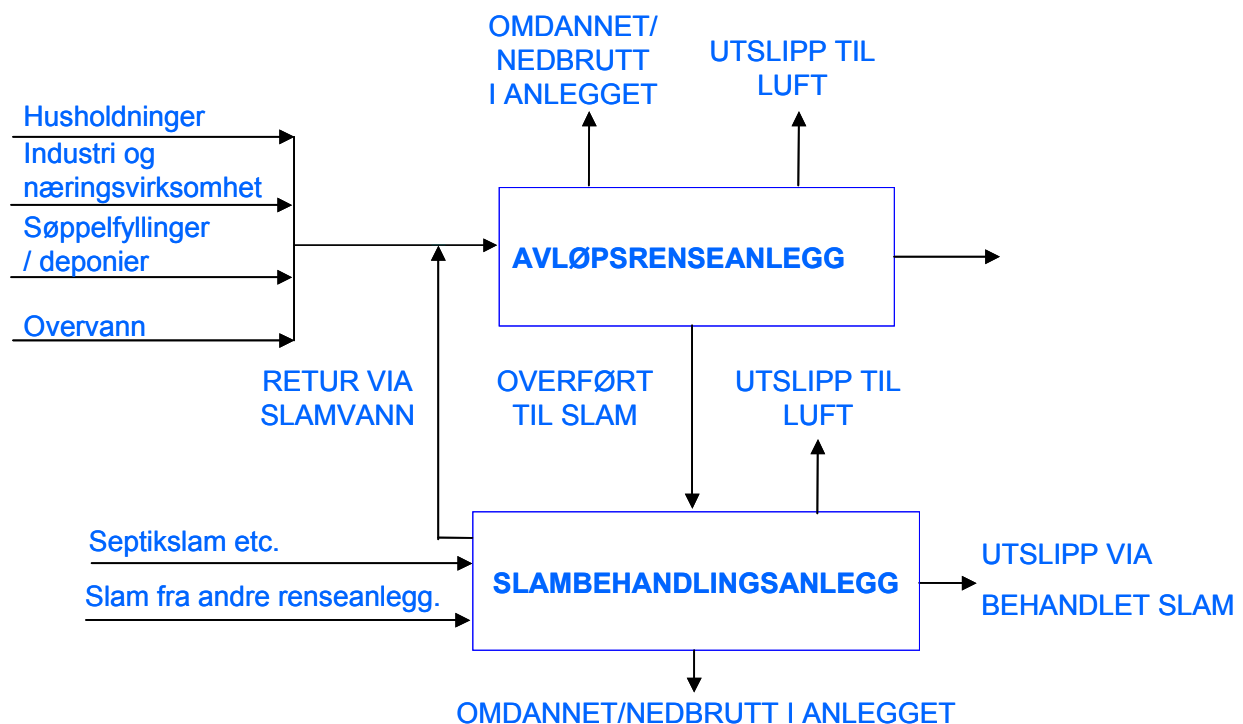 OMDANNET/
NEDBRUTT
I ANLEGGET
UTSLIPP TIL
LUFT
Husholdninger
Industri og
næringsvirksomhet
Søppelfyllinger
/ deponier
Overvann
AVLØPSRENSEANLEGG
RETUR VIA
SLAMVANN
OVERFØRT
TIL SLAM
UTSLIPP TIL
LUFT
Septikslam etc.
Slam fra andre renseanlegg.
SLAMBEHANDLINGSANLEGG
UTSLIPP VIA
BEHANDLET SLAM
OMDANNET/NEDBRUTT I ANLEGGET